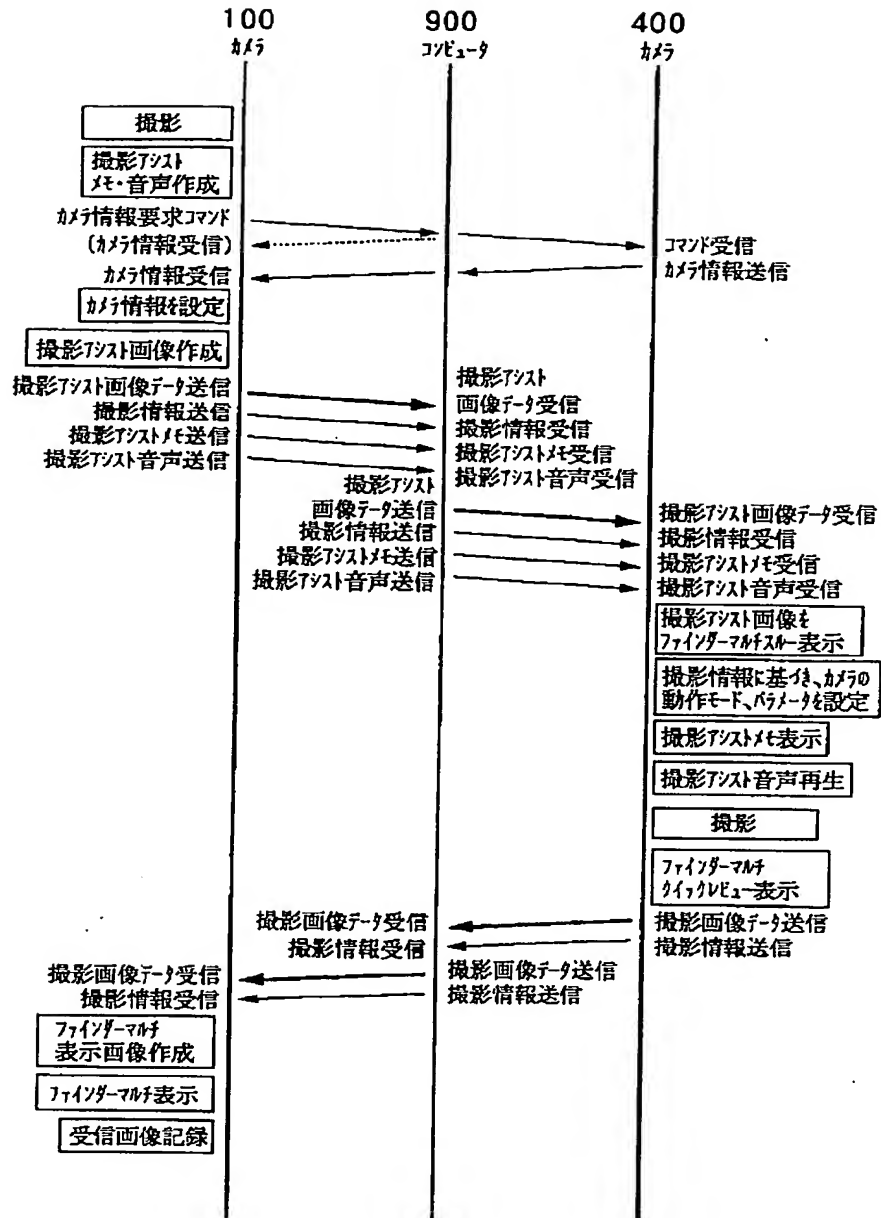 100
カメラ
900
コンピュータ
400
カメラ
撮影
撮影アシスト
メモ・音声作成
カメラ情報要求コマンド
(カメラ情報受信)
コマンド受信
カメラ情報受信
カメラ情報送信
カメラ情報を設定
撮影アシスト画像作成
撮影アシスト画像データ送信
撮影情報送信
撮影アシストメモ送信
撮影アシスト音声送信
撮影アシスト
画像データ受信
撮影情報受信
撮影アシストメモ受信
撮影アシスト音声受信
撮影アシスト
画像データ送信
撮影情報送信
撮影アシストメモ送信
撮影アシスト音声送信
撮影アシスト画像データ受信
撮影情報受信
撮影アシストメモ受信
撮影アシスト音声受信
撮影アシスト画像を
ファインダーマルチスルー表示
撮影情報に基づき、カメラの
動作モード、パラメータを設定
撮影アシストメモ表示
撮影アシスト音声再生
撮影
ファインダーマルチ
クイックレビュー表示
撮影画像データ受信
撮影情報受信
撮影画像データ送信
撮影情報送信
撮影画像データ受信
撮影情報受信
撮影画像データ送信
撮影情報送信
ファインダーマルチ
表示画像作成
ファインダーマルチ表示
受信画像記録